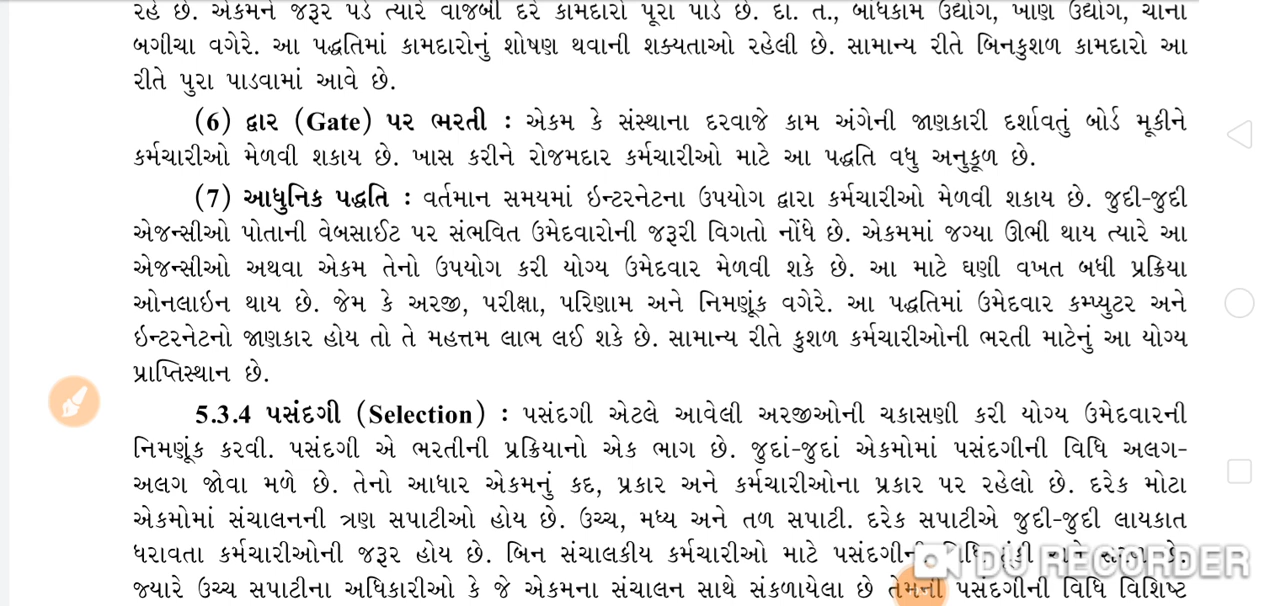 રહે છે. એકમને જરૂર પડે ત્યારે વાજબી દરે કામદારો પૂરા પાડે છે. દા. ત., બાંધકામ ઉદ્યોગ, ખાણ ઉદ્યોગ, ચાના
બગીચા વગેરે. આ પદ્ધતિમાં કામદારોનું શોષણ થવાની શક્યતાઓ રહેલી છે. સામાન્ય રીતે બિનકુશળ કામદારો આ
રીતે પુરા પાડવામાં આવે છે.
(6) દ્વાર (Gate) પર ભરતી : એકમ કે સંસ્થાના દરવાજે કામ અંગેની જાણકારી દર્શાવતું બોર્ડ મૂકીને
કર્મચારીઓ મેળવી શકાય છે. ખાસ કરીને રોજમદાર કર્મચારીઓ માટે આ પદ્ધતિ વધુ અનુકૂળ છે.
(7) આધુનિક પદ્ધતિ : વર્તમાન સમયમાં ઇન્ટરનેટના ઉપયોગ દ્વારા કર્મચારીઓ મેળવી શકાય છે. જુદી-જુદી
એજન્સીઓ પોતાની વેબસાઈટ પર સંભવિત ઉમેદવારોની જરૂરી વિગતો નોંધે છે. એકમમાં જગ્યા ઊભી થાય ત્યારે આ
એજન્સીઓ અથવા એકમ તેનો ઉપયોગ કરી યોગ્ય ઉમેદવાર મેળવી શકે છે. આ માટે ઘણી વખત બધી પ્રક્રિયા
ઓનલાઇન થાય છે. જેમ કે અરજી, પરીક્ષા, પરિણામ અને નિમણૂંક વગેરે. આ પદ્ધતિમાં ઉમેદવાર કમ્પ્યુટર અને
ઇન્ટરનેટનો જાણકાર હોય તો તે મહત્તમ લાભ લઈ શકે છે. સામાન્ય રીતે કુશળ કર્મચારીઓની ભરતી માટેનું આ યોગ્ય
પ્રાપ્તિસ્થાન છે.
5.3.4 પસંદગી (Selection) : પસંદગી એટલે આવેલી અરજીઓની ચકાસણી કરી યોગ્ય ઉમેદવારની
નિમણૂંક કરવી. પસંદગી એ ભરતીની પ્રક્રિયાનો એક ભાગ છે. જુદાં-જુદાં એકમોમાં પસંદગીની વિધિ અલગ-
અલગ જોવા મળે છે. તેનો આધાર એકમનું કદ, પ્રકાર અને કર્મચારીઓના પ્રકાર પર રહેલો છે. દરેક મોટા
એકમોમાં સંચાલનની ત્રણ સપાટીઓ હોય છે. ઉચ્ચ, મધ્ય અને તળ સપાટી. દરેક સપાટીએ જુદી-જુદી લાયકાત
ધરાવતા કર્મચારીઓની જરૂર હોય છે. બિન સંચાલકીય કર્મચારીઓ માટે છે.
DU RECORDER
જ્યારે ઉચ્ચ સપાટીના અધિકારીઓ કે જે એકમના સંચાલન સાથે સંકળાયેલા છે તેમની પસંદગીની વિધિ વિશિષ્ટ